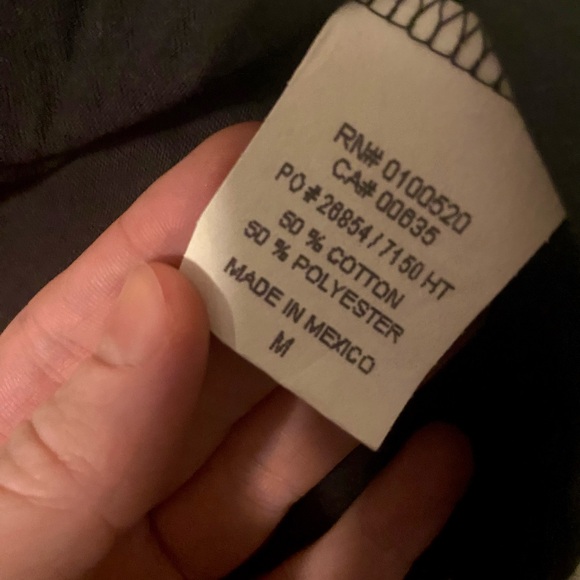 RN# 0100520
CA# 00635
PO # 26854 / 7150 HT
50 % COTTON
50 % POLYESTER
MADE IN MEXICO
M